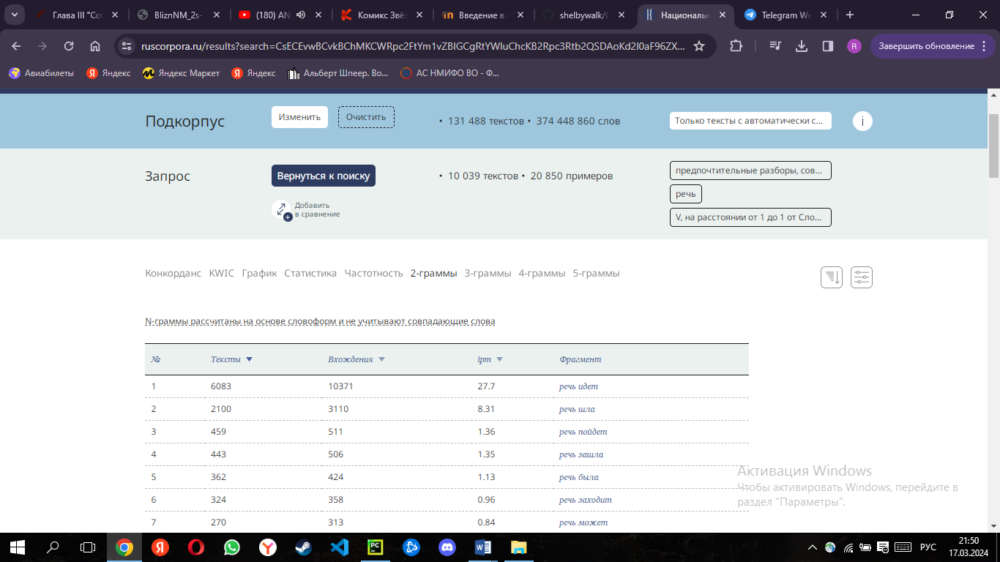 Глава III "Со
BliznNM_2s-
(180) AN
Комикс Звёз
Введение в
shelbywalk/
Националь
Telegram We
ruscorpora.ru/results?search=
R
Завершить обновление
Авиабилеты
Яндекс
Яндекс Маркет
Яндекс
Альберт Шпеер. Во...
АС НМИФО ВО - Ф...
Подкорпус
Изменить
Очистить
• 131 488 текстов • 374 448 860 слов
Только тексты с автоматически с...
i
Запрос
Вернуться к поиску
• 10 039 текстов • 20 850 примеров
предпочтительные разборы, сов...
речь
V, на расстоянии от 1 до 1 от Сло...
Добавить
в сравнение
Конкорданс KWIC График Статистика Частотность 2-граммы 3-граммы 4-граммы 5-граммы
N-граммы рассчитаны на основе словоформ и не учитывают совпадающие слова
№ Тексты Вхождения ipm Фрагмент
1 6083 10371 27.7 речь идет
2 2100 3110 8.31 речь шла
3 459 511 1.36 речь пойдет
4 443 506 1.35 речь зашла
5 362 424 1.13 речь была
6 324 358 0.96 речь заходит
7 270 313 0.84 речь может
Активация Windows
Чтобы активировать Windows, перейдите в
раздел "Параметры".
PC
РУС
21:50
17.03.2024